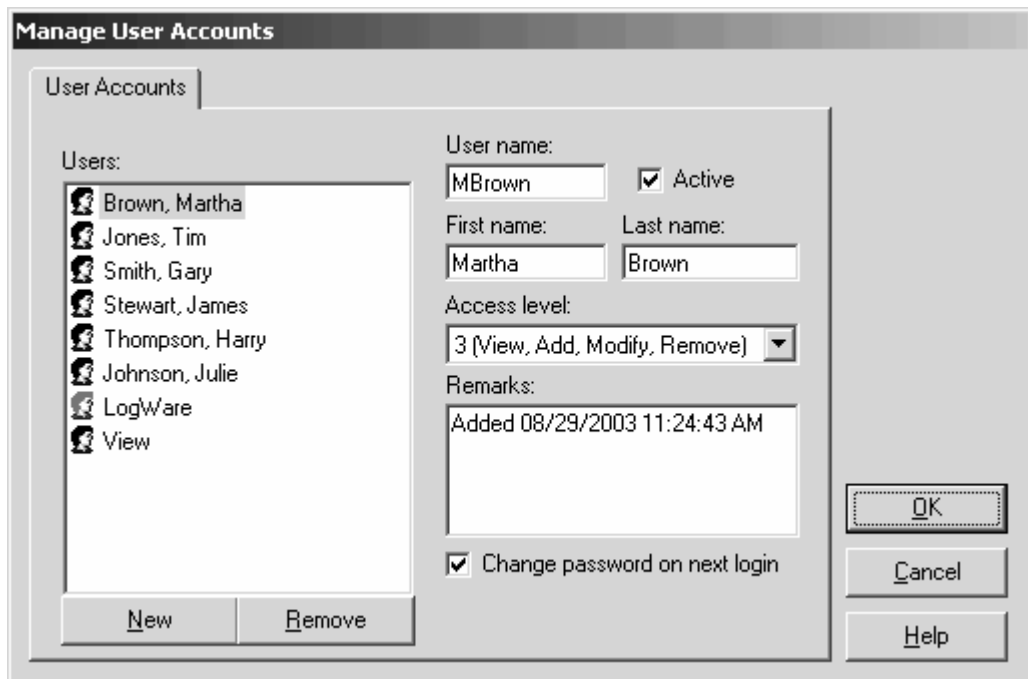 Manage User Accounts
User Accounts
Users:
Brown, Martha
Jones, Tim
Smith, Gary
Stewart, James
Thompson, Harry
Johnson, Julie
LogWare
View
New
Remove
User name:
MBrown
Active
First name:
Last name:
Martha
Brown
Access level:
3 (View, Add, Modify, Remove)
Remarks:
Added 08/29/2003 11:24:43 AM
Change password on next login
OK
Cancel
Help